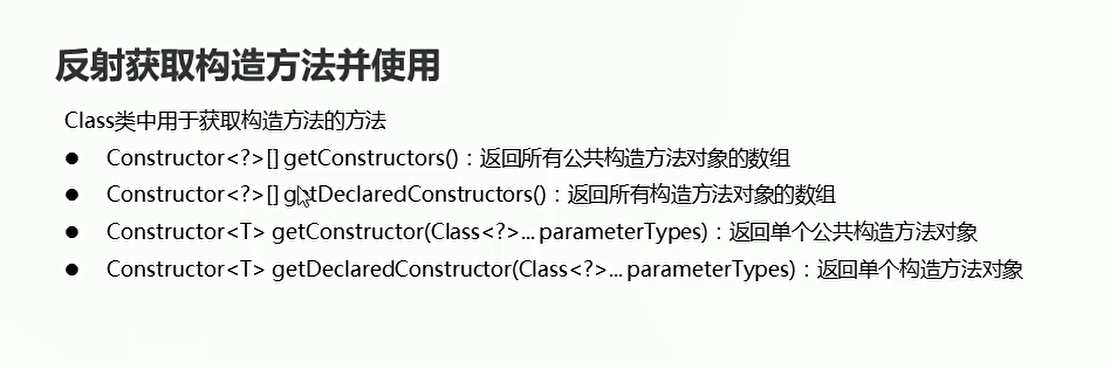 反射获取构造方法并使用
Class类中用于获取构造方法的方法
● Constructor<?>[] getConstructors()：返回所有公共构造方法对象的数组
● Constructor<?>[] getDeclaredConstructors()：返回所有构造方法对象的数组
● Constructor<T> getConstructor(Class<?>... parameterTypes)：返回单个公共构造方法对象
● Constructor<T> getDeclaredConstructor(Class<?>... parameterTypes)：返回单个构造方法对象